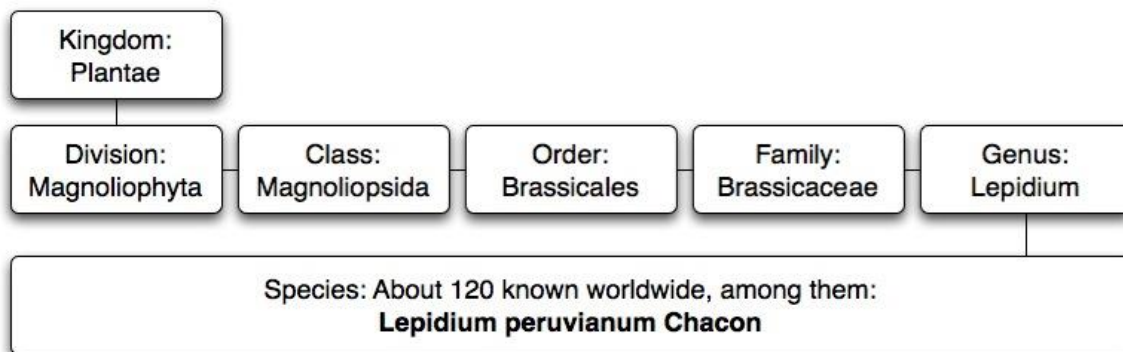 Kingdom:
Plantae
Division:
Magnoliophyta
Class:
Magnoliopsida
Order:
Brassicales
Family:
Brassicaceae
Genus:
Lepidium
Species: About 120 known worldwide, among them:
Lepidium peruvianum Chacon